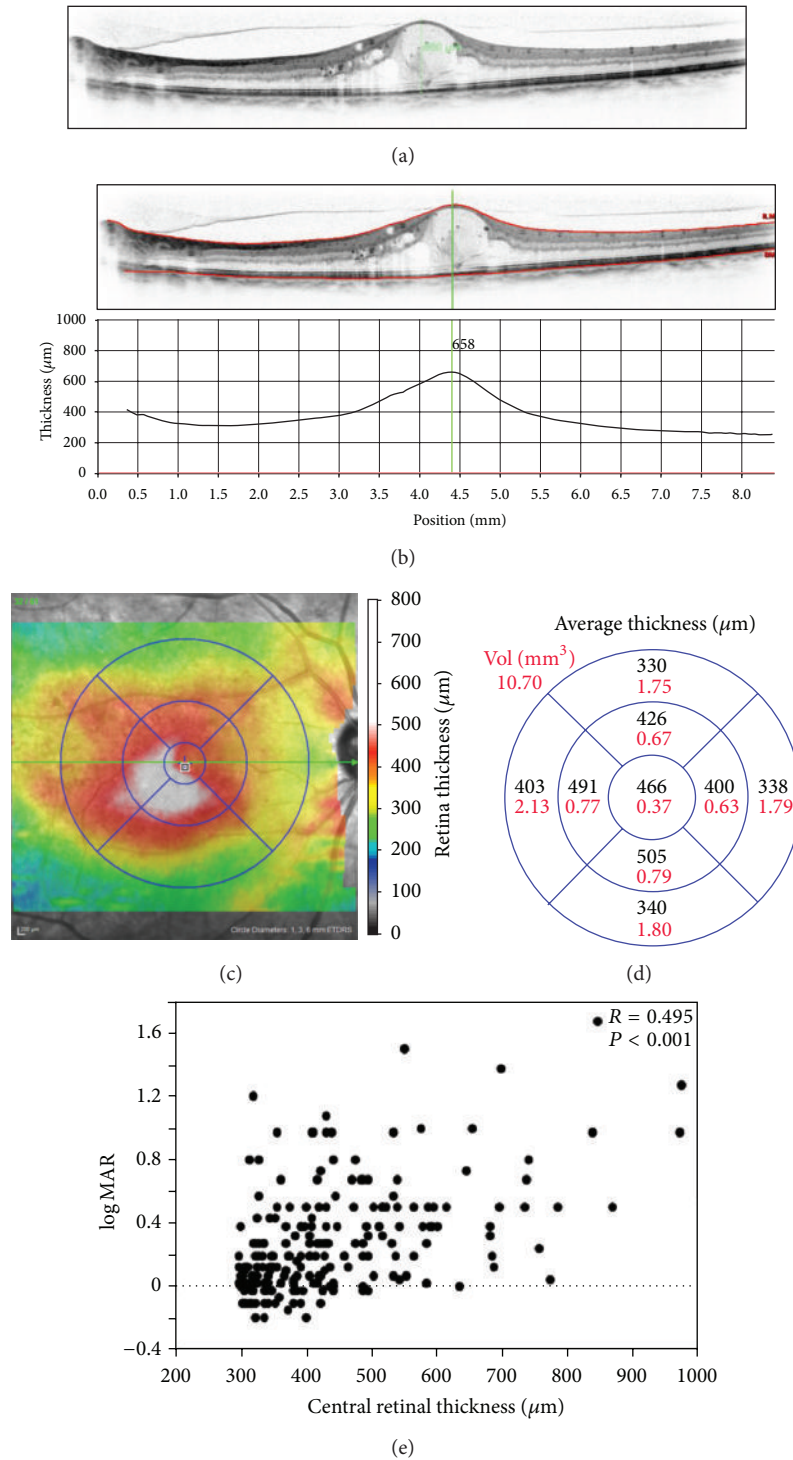 (a)
658
1000
800
600
400
200
0
Thickness (μm)
0.0 0.5 1.0 1.5 2.0 2.5 3.0 3.5 4.0 4.5 5.0 5.5 6.0 6.5 7.0 7.5 8.0
Position (mm)
(b)
800
700
600
500
400
300
200
100
0
Retina thickness (μm)
Circle Diameters: 1, 3, 6 mm ETDRS
(c)
Average thickness (μm)
Vol (mm³)
10.70
330
1.75
426
0.67
403 491 466 400 338
2.13 0.77 0.37 0.63 1.79
505
0.79
340
1.80
(d)
R = 0.495
P < 0.001
1.6
1.2
0.8
0.4
0
−0.4
log MAR
200 300 400 500 600 700 800 900 1000
Central retinal thickness (μm)
(e)